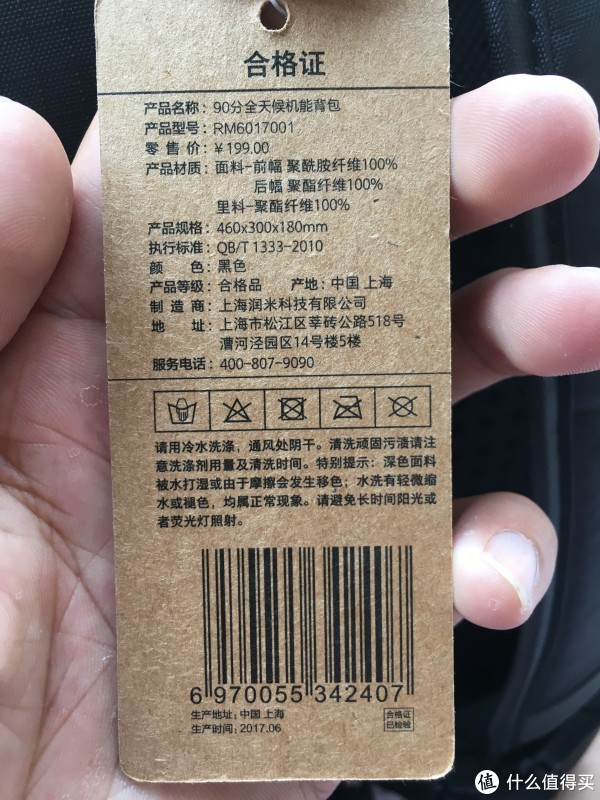 合格证
产品名称: 90分全天候机能背包
产品型号: RM6017001
零售价: ¥199.00
产品材质: 面料-前幅 聚酰胺纤维100%
后幅 聚酯纤维100%
里料-聚酯纤维100%
产品规格: 460x300x180mm
执行标准: QB/T 1333-2010
颜色: 黑色
产品等级: 合格品 产地: 中国 上海
制造商: 上海润米科技有限公司
地址: 上海市松江区莘砖公路518号
漕河泾园区14号楼5楼
服务电话: 400-807-9090
请用冷水洗涤，通风处阴干。清洗顽固污渍请注
意洗涤剂用量及清洗时间。特别提示：深色面料
被水打湿或由于摩擦会发生移色；水洗有轻微缩
水或褪色，均属正常现象。请避免长时间阳光或
者荧光灯照射。
6 970055 342407
生产地址: 中国 上海
生产时间: 2017.06
合格证
已检验
值 什么值得买